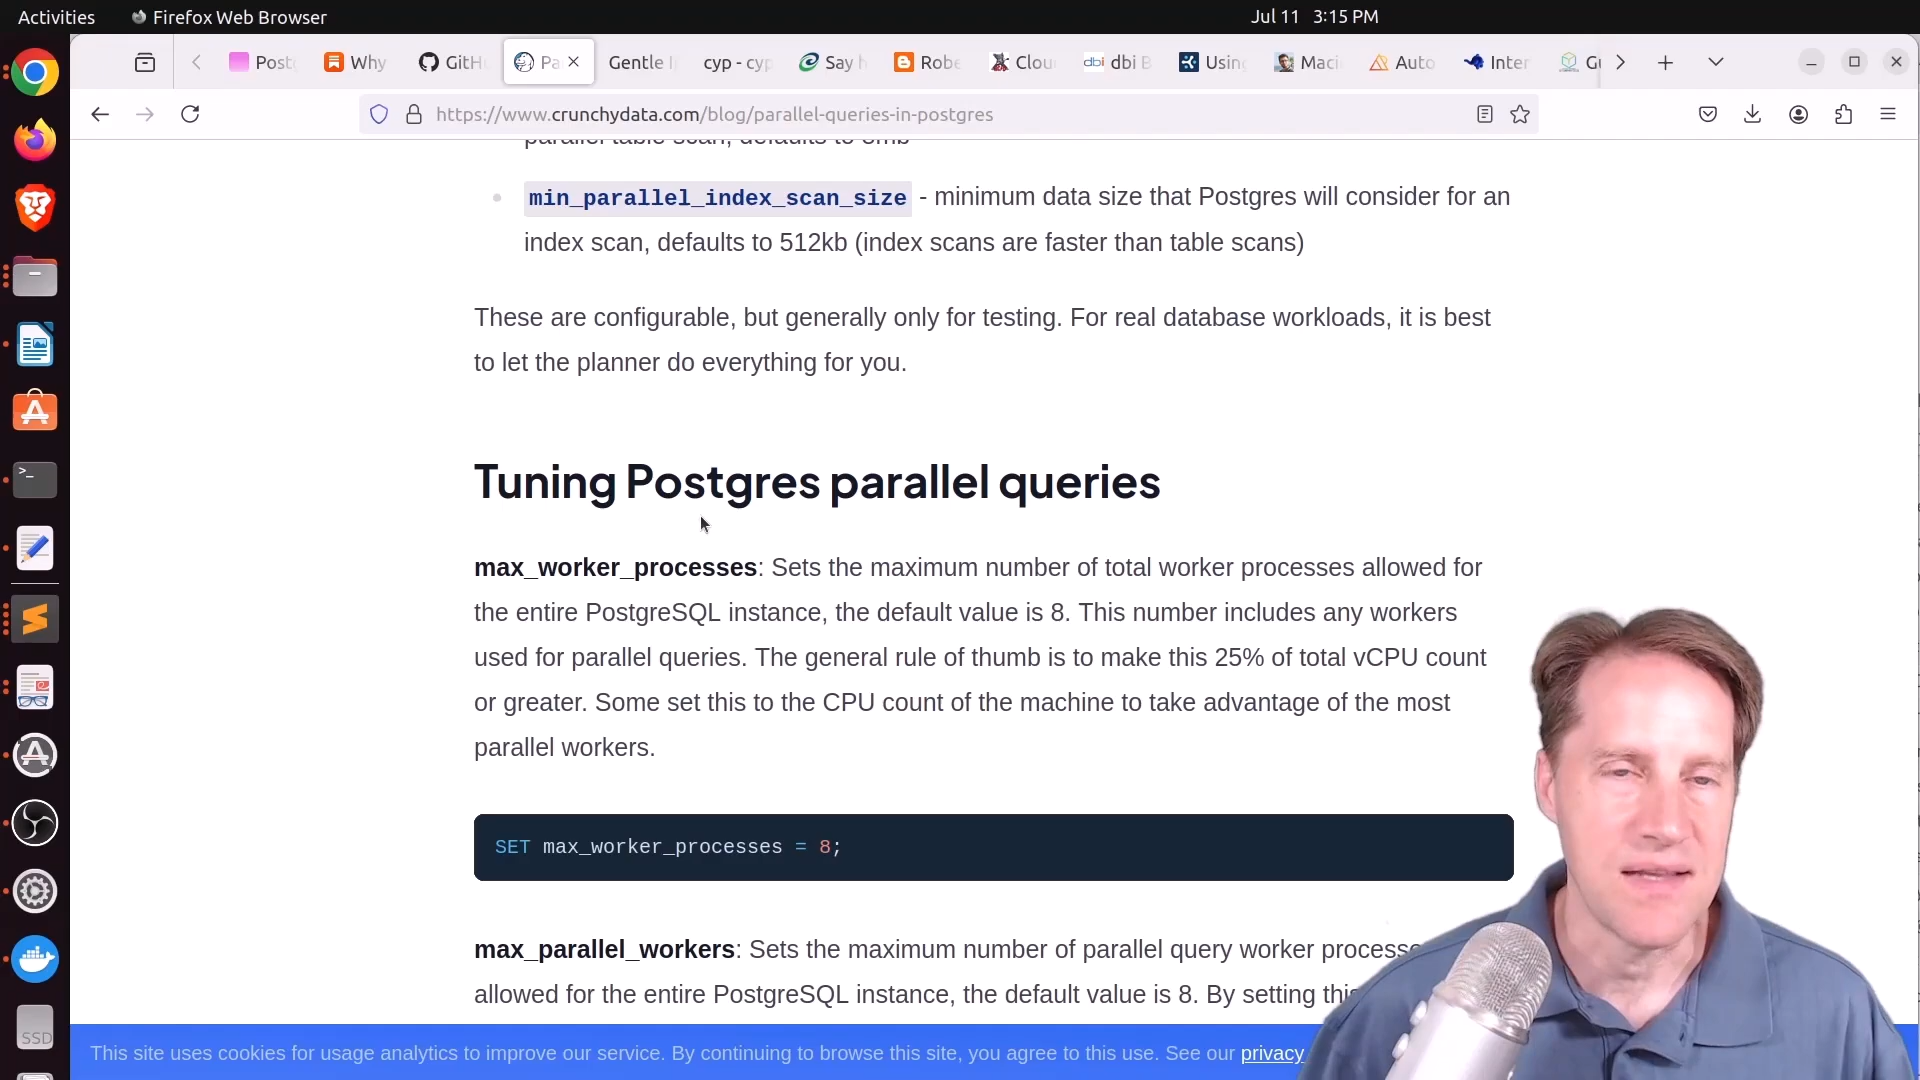 Activities
Firefox Web Browser
Jul 11 3:15 PM
Post
Why
GitH
Pa
Gentle I
cyp - cyp
Say h
Robe
Clou
dbi dbi B
Usin
Maci
Auto
Inter
Gu
https://www.crunchydata.com/blog/parallel-queries-in-postgres
min_parallel_index_scan_size - minimum data size that Postgres will consider for an
index scan, defaults to 512kb (index scans are faster than table scans)
These are configurable, but generally only for testing. For real database workloads, it is best
to let the planner do everything for you.
Tuning Postgres parallel queries
max_worker_processes: Sets the maximum number of total worker processes allowed for
the entire PostgreSQL instance, the default value is 8. This number includes any workers
used for parallel queries. The general rule of thumb is to make this 25% of total vCPU count
or greater. Some set this to the CPU count of the machine to take advantage of the most
parallel workers.
SET max_worker_processes = 8;
max_parallel_workers: Sets the maximum number of parallel query worker process
allowed for the entire PostgreSQL instance, the default value is 8. By setting this
SSD
This site uses cookies for usage analytics to improve our service. By continuing to browse this site, you agree to this use. See our privacy